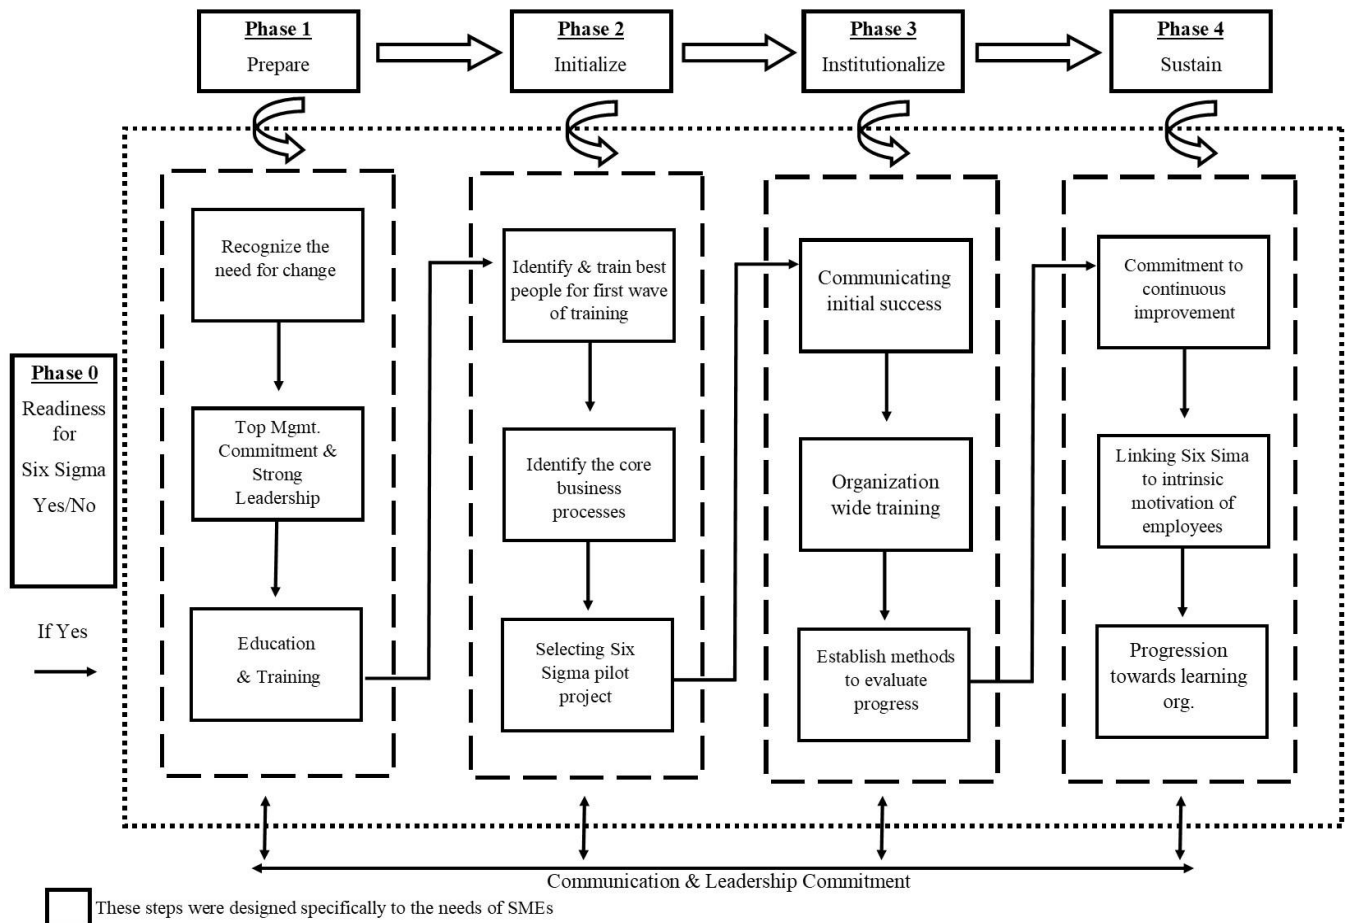 Phase 1
Prepare
Phase 2
Initialize
Phase 3
Institutionalize
Phase 4
Sustain
Phase 0
Readiness
for
Six Sigma
Yes/No
If Yes
Recognize the
need for change
Top Mgmt.
Commitment &
Strong
Leadership
Education
& Training
Identify & train best
people for first wave
of training
Identify the core
business
processes
Selecting Six
Sigma pilot
project
Communicating
initial success
Organization
wide training
Establish methods
to evaluate
progress
Commitment to
continuous
improvement
Linking Six Sima
to intrinsic
motivation of
employees
Progression
towards learning
org.
Communication & Leadership Commitment
These steps were designed specifically to the needs of SMEs